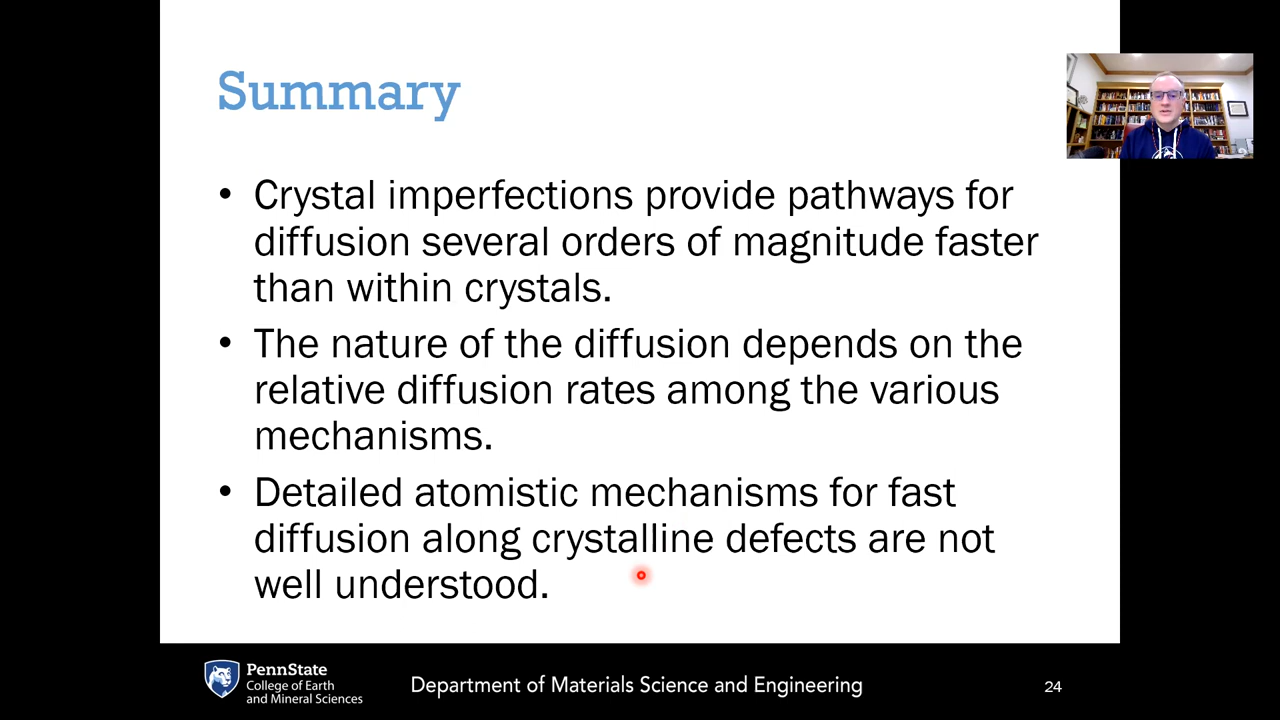 Summary
• Crystal imperfections provide pathways for
diffusion several orders of magnitude faster
than within crystals.
• The nature of the diffusion depends on the
relative diffusion rates among the various
mechanisms.
• Detailed atomistic mechanisms for fast
diffusion along crystalline defects are not
well understood.
PennState
College of Earth
and Mineral Sciences
Department of Materials Science and Engineering
24